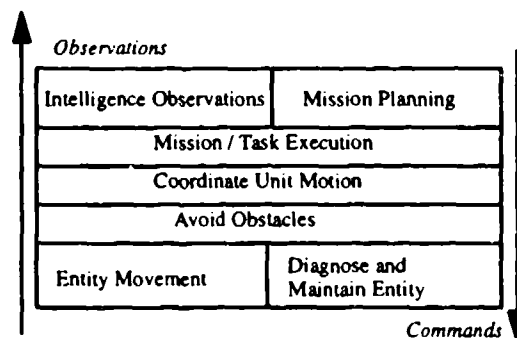 Observations
Intelligence Observations Mission Planning
Mission / Task Execution
Coordinate Unit Motion
Avoid Obstacles
Entity Movement Diagnose and
Maintain Entity
Commands